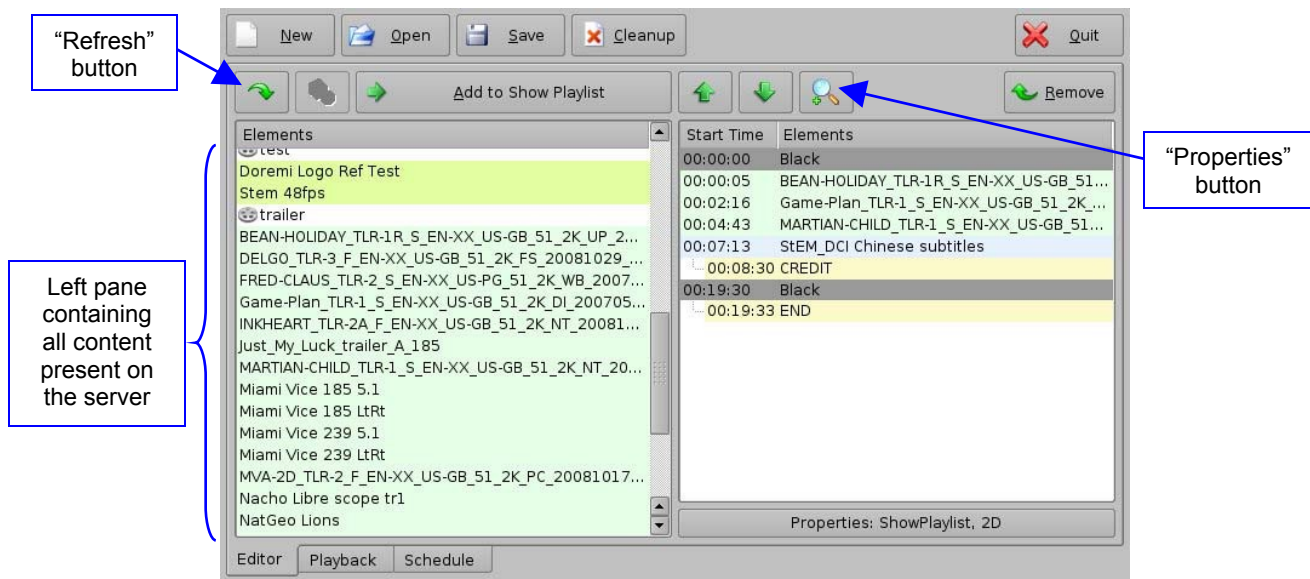 “Refresh”
button
New
Open
Save
Cleanup
Quit
Add to Show Playlist
Remove
“Properties”
button
Left pane
containing
all content
present on
the server
Elements
test
Doremi Logo Ref Test
Stem 48fps
trailer
BEAN-HOLIDAY_TLR-1R_S_EN-XX_US-GB_51_2K_UP_2...
DELGO_TLR-3_F_EN-XX_US-GB_51_2K_FS_20081029_...
FRED-CLAUS_TLR-2_S_EN-XX_US-PG_51_2K_WB_2007...
Game-Plan_TLR-1_S_EN-XX_US-GB_51_2K_DI_200705...
INKHEART_TLR-2A_F_EN-XX_US-GB_51_2K_NT_20081...
Just_My_Luck_trailer_A_185
MARTIAN-CHILD_TLR-1_S_EN-XX_US-GB_51_2K_NT_20...
Miami Vice 185 5.1
Miami Vice 185 LtRt
Miami Vice 239 5.1
Miami Vice 239 LtRt
MVA-2D_TLR-2_F_EN-XX_US-GB_51_2K_PC_20081017...
Nacho Libre scope tr1
NatGeo Lions
Start Time Elements
00:00:00 Black
00:00:05 BEAN-HOLIDAY_TLR-1R_S_EN-XX_US-GB_51...
00:02:16 Game-Plan_TLR-1_S_EN-XX_US-GB_51_2K_...
00:04:43 MARTIAN-CHILD_TLR-1_S_EN-XX_US-GB_51...
00:07:13 StEM_DCI Chinese subtitles
00:08:30 CREDIT
00:19:30 Black
00:19:33 END
Properties: ShowPlaylist, 2D
Editor Playback Schedule